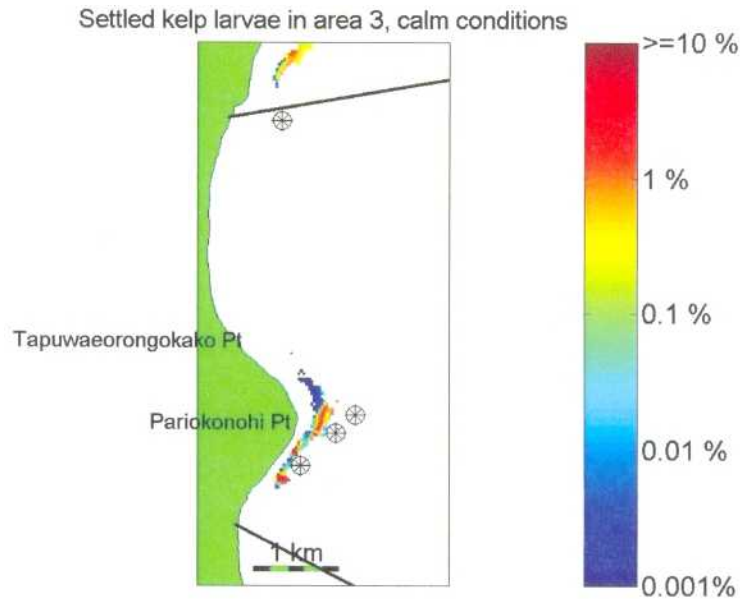 Settled kelp larvae in area 3, calm conditions
>=10 %
1 %
0.1 %
0.01 %
0.001%
Tapuwaeorongokako Pt
Pariokonohi Pt
1 km